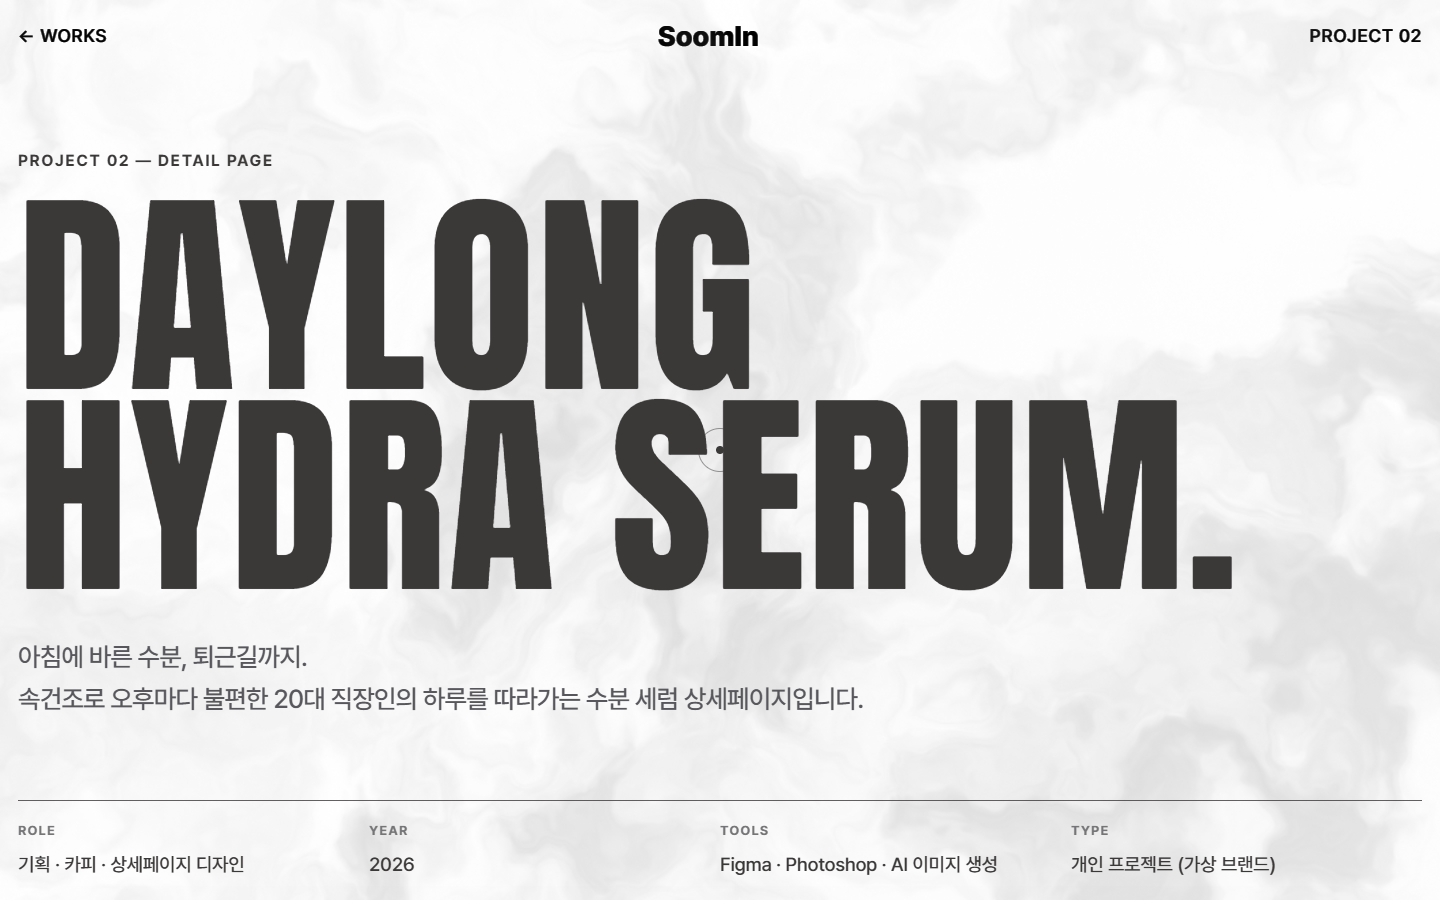 ← WORKS
SoomIn
PROJECT 02
PROJECT 02 — DETAIL PAGE
DAYLONG
HYDRA SERUM.
아침에 바른 수분, 퇴근길까지.
속건조로 오후마다 불편한 20대 직장인의 하루를 따라가는 수분 세럼 상세페이지입니다.
ROLE
기획 · 카피 · 상세페이지 디자인
YEAR
2026
TOOLS
Figma · Photoshop · AI 이미지 생성
TYPE
개인 프로젝트 (가상 브랜드)